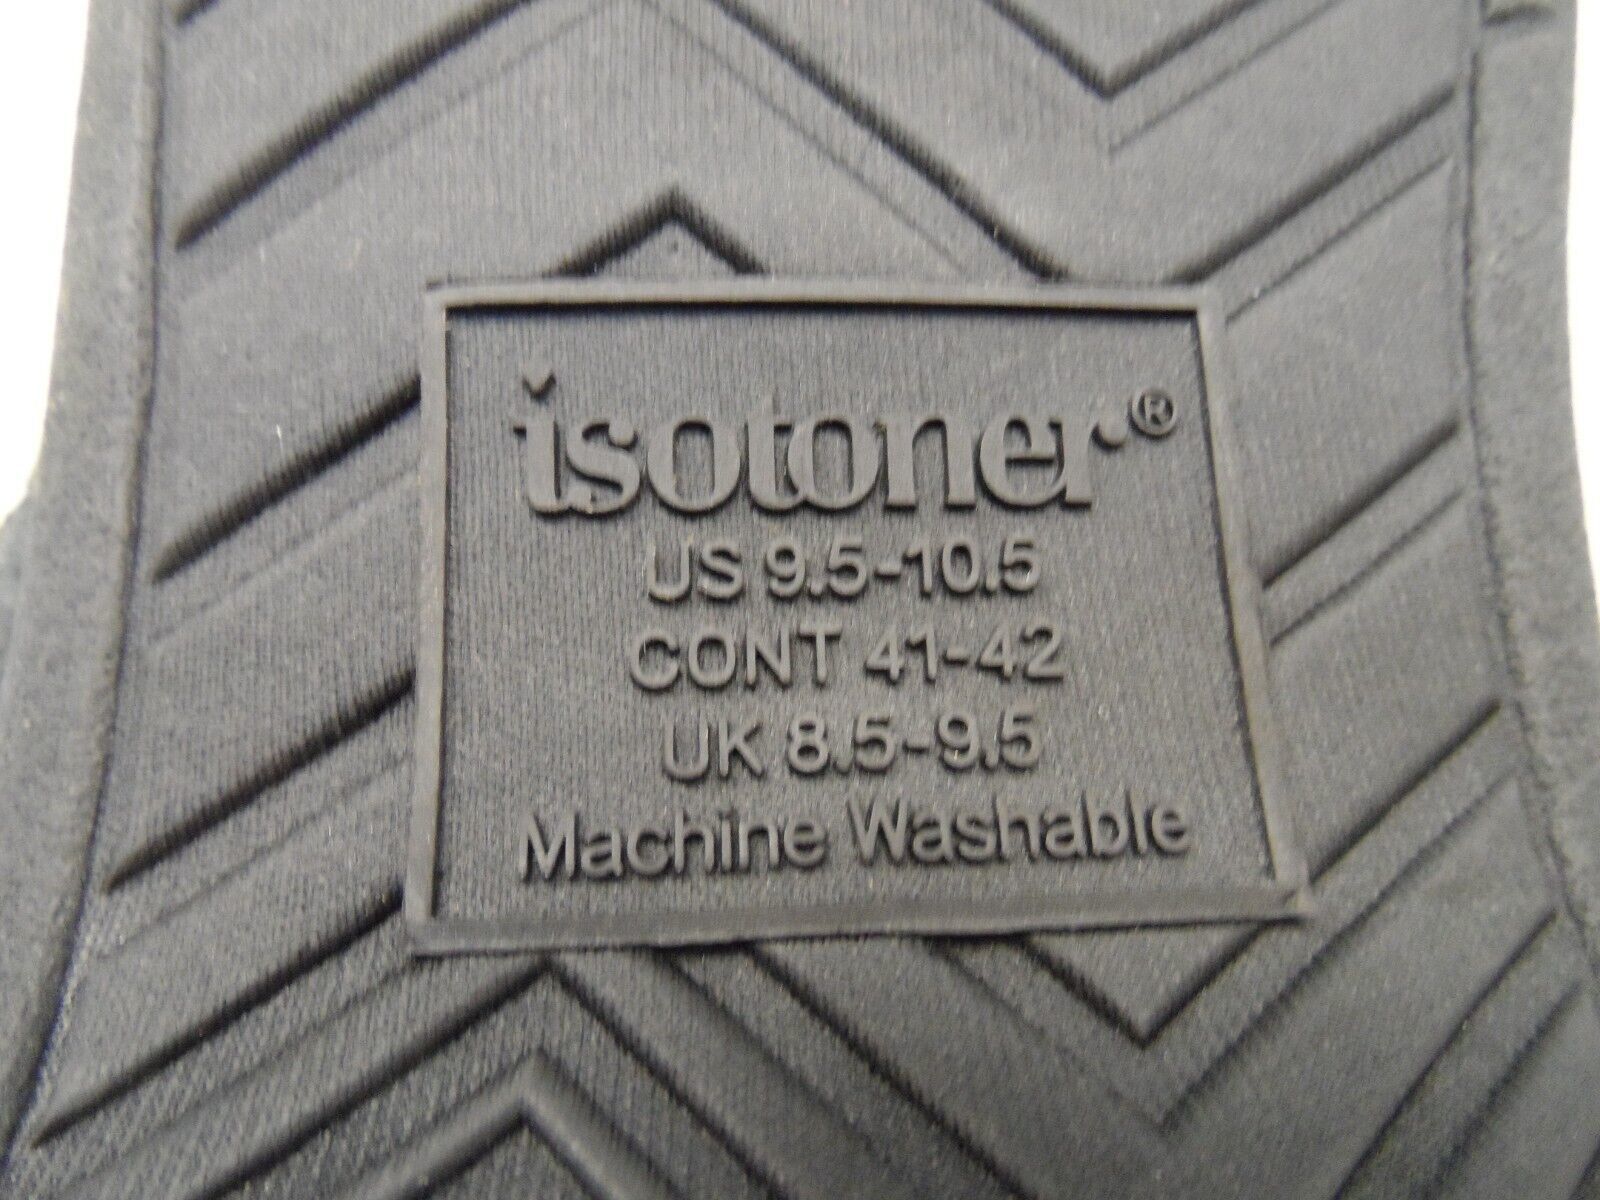 isotoner®
US 9.5-10.5
CONT 41-42
UK 8.5-9.5
Machine Washable